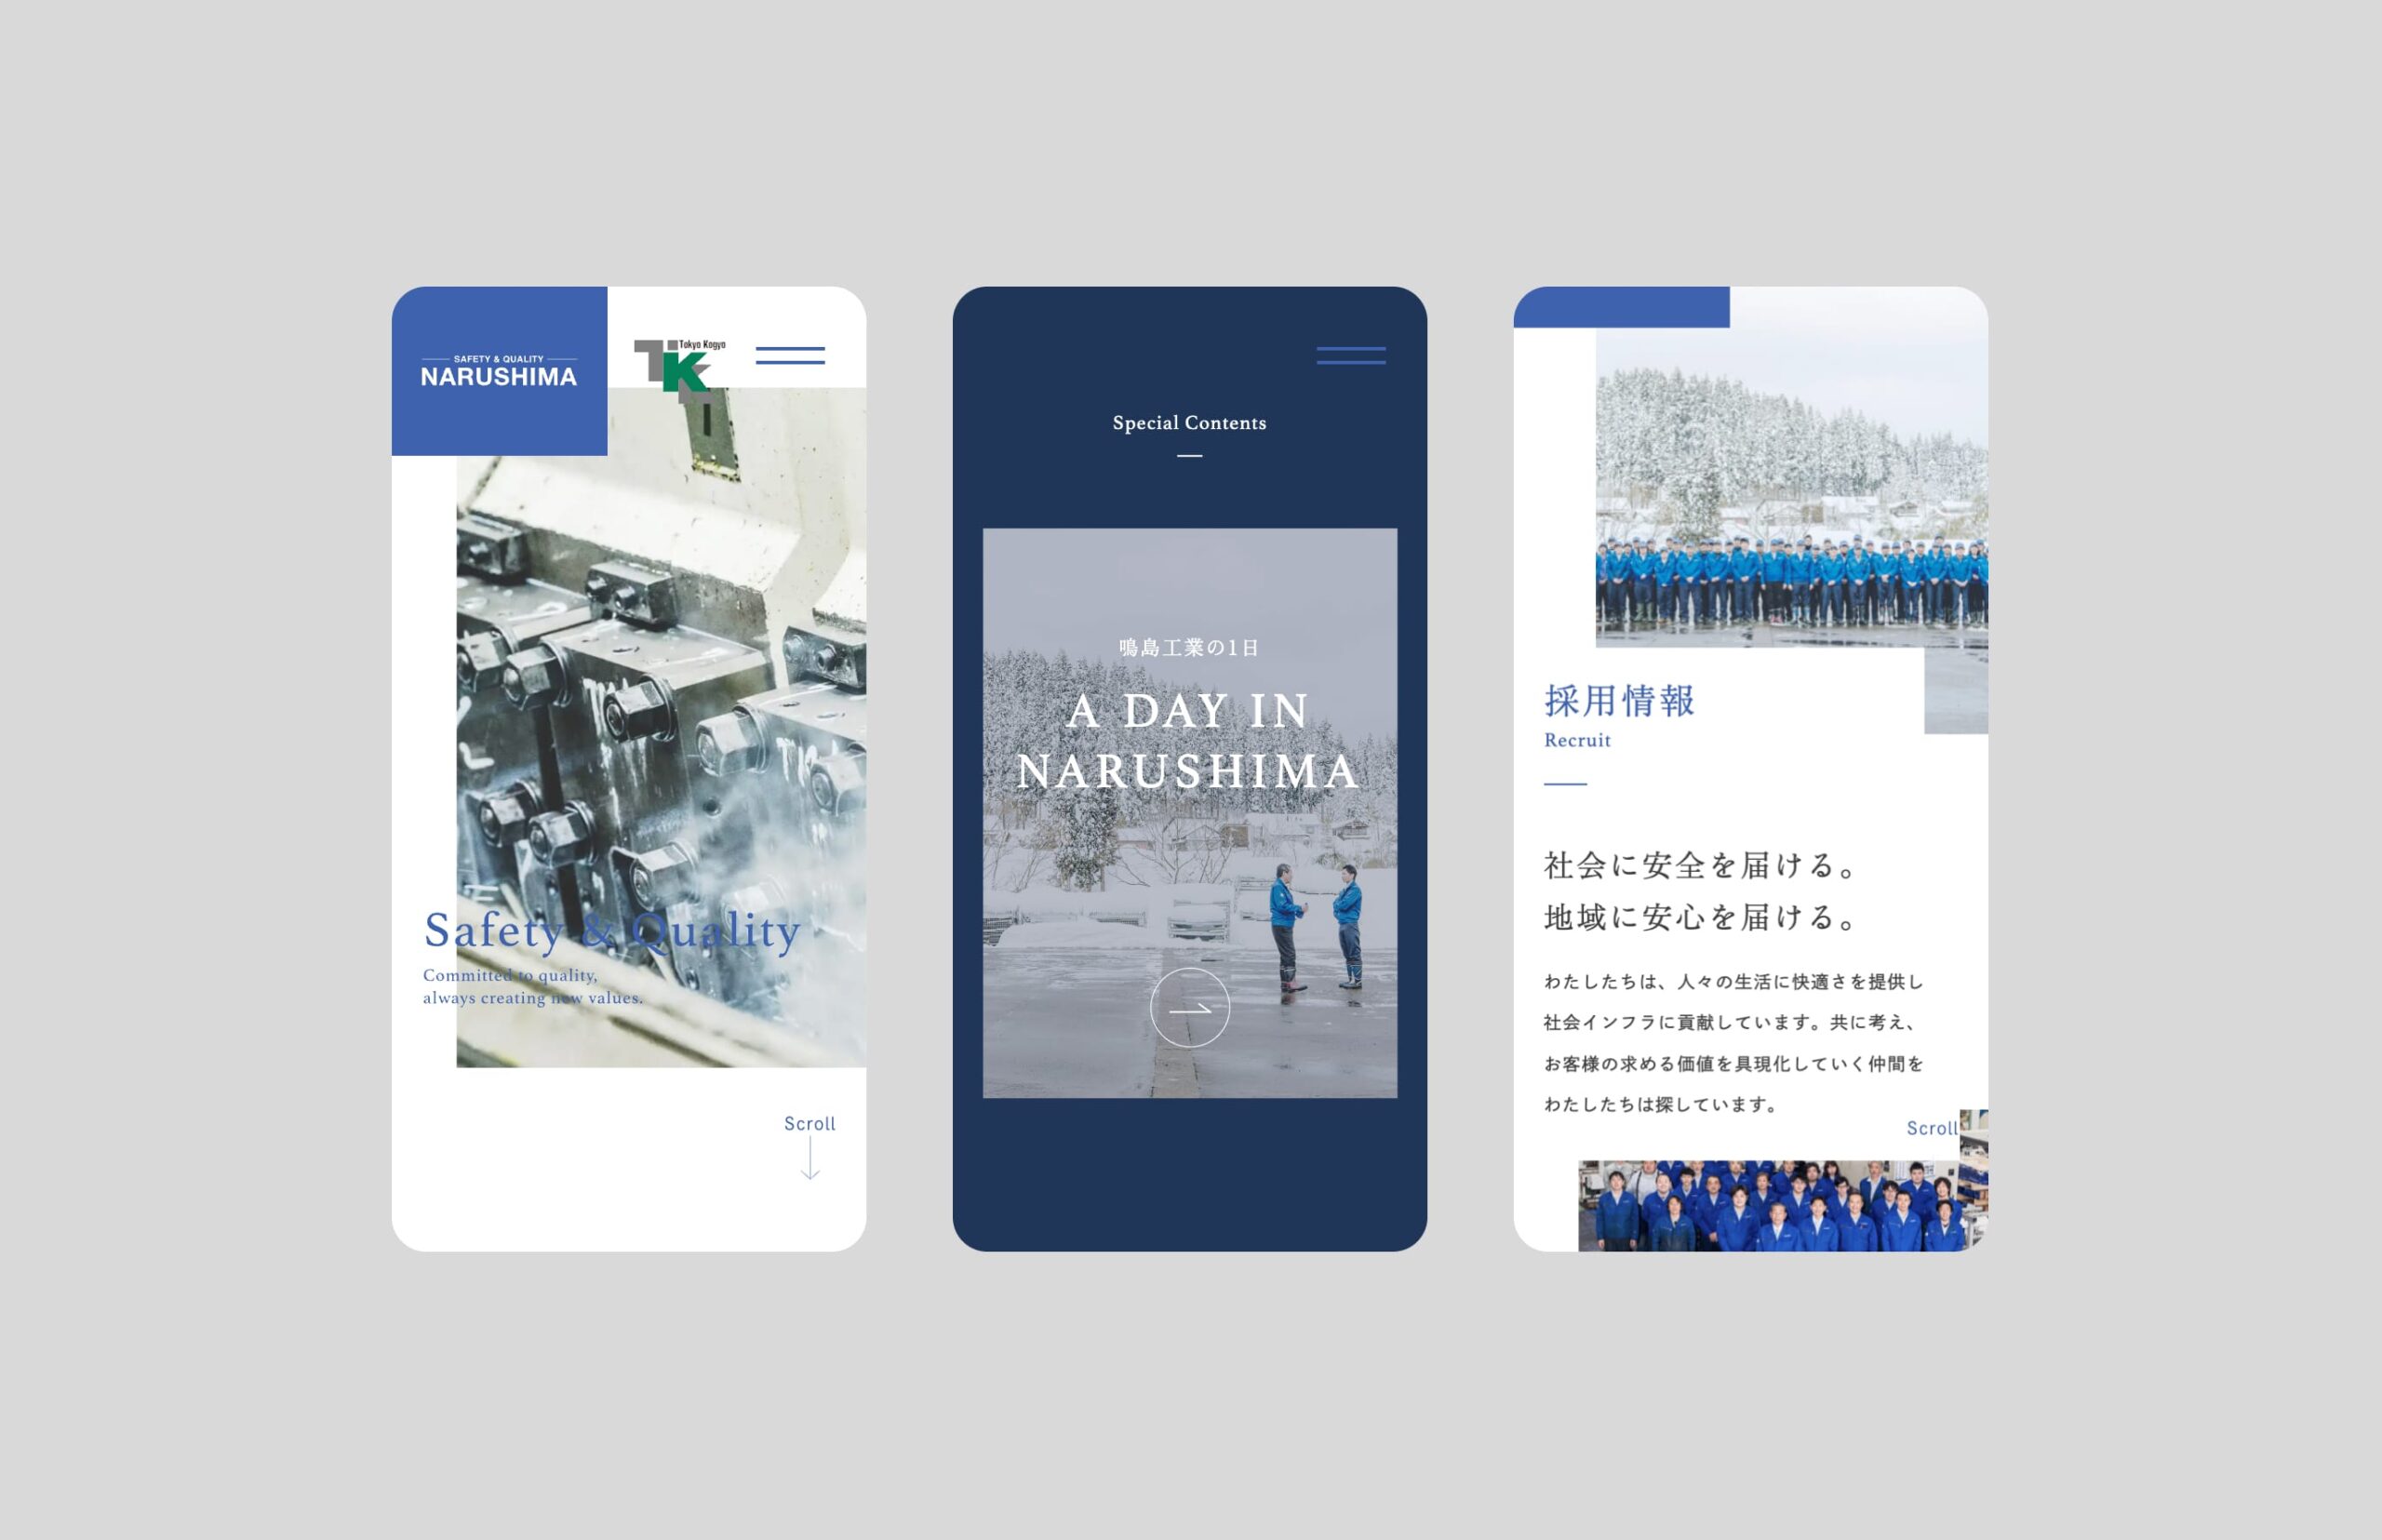 SAFETY & QUALITY
NARUSHIMA
Tokyo Kogyo
TK
Safety & Quality
Committed to quality,
always creating new values.
Scroll
Special Contents
鳴島工業の1日
A DAY IN
NARUSHIMA
採用情報
Recruit
社会に安全を届ける。
地域に安心を届ける。
わたしたちは、人々の生活に快適さを提供し
社会インフラに貢献しています。共に考え、
お客様の求める価値を具現化していく仲間を
わたしたちは探しています。
Scroll